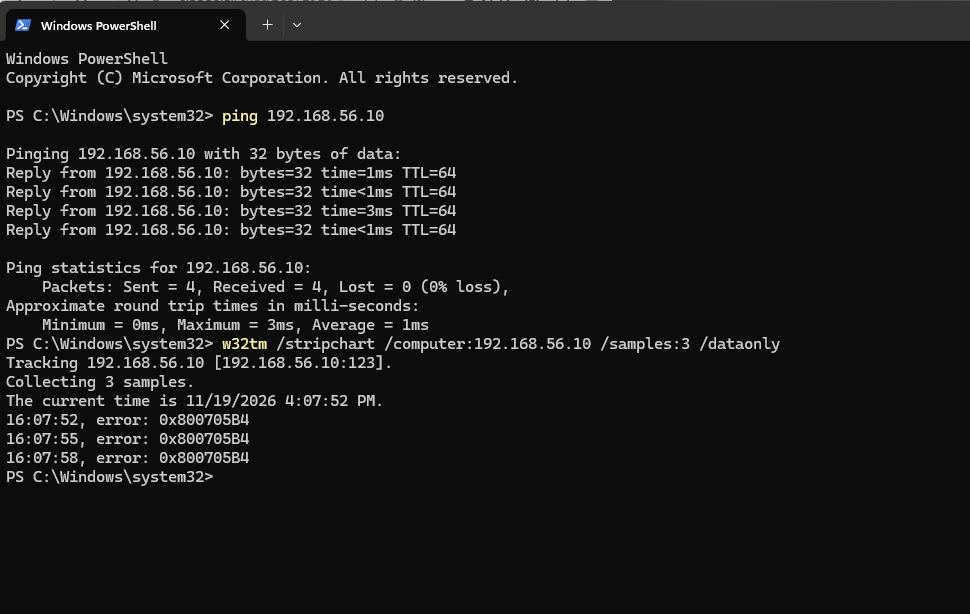 Windows PowerShell
Windows PowerShell
Copyright (C) Microsoft Corporation. All rights reserved.
PS C:\Windows\system32> ping 192.168.56.10
Pinging 192.168.56.10 with 32 bytes of data:
Reply from 192.168.56.10: bytes=32 time=1ms TTL=64
Reply from 192.168.56.10: bytes=32 time<1ms TTL=64
Reply from 192.168.56.10: bytes=32 time=3ms TTL=64
Reply from 192.168.56.10: bytes=32 time<1ms TTL=64
Ping statistics for 192.168.56.10:
    Packets: Sent = 4, Received = 4, Lost = 0 (0% loss),
Approximate round trip times in milli-seconds:
    Minimum = 0ms, Maximum = 3ms, Average = 1ms
PS C:\Windows\system32> w32tm /stripchart /computer:192.168.56.10 /samples:3 /dataonly
Tracking 192.168.56.10 [192.168.56.10:123].
Collecting 3 samples.
The current time is 11/19/2026 4:07:52 PM.
16:07:52, error: 0x800705B4
16:07:55, error: 0x800705B4
16:07:58, error: 0x800705B4
PS C:\Windows\system32>